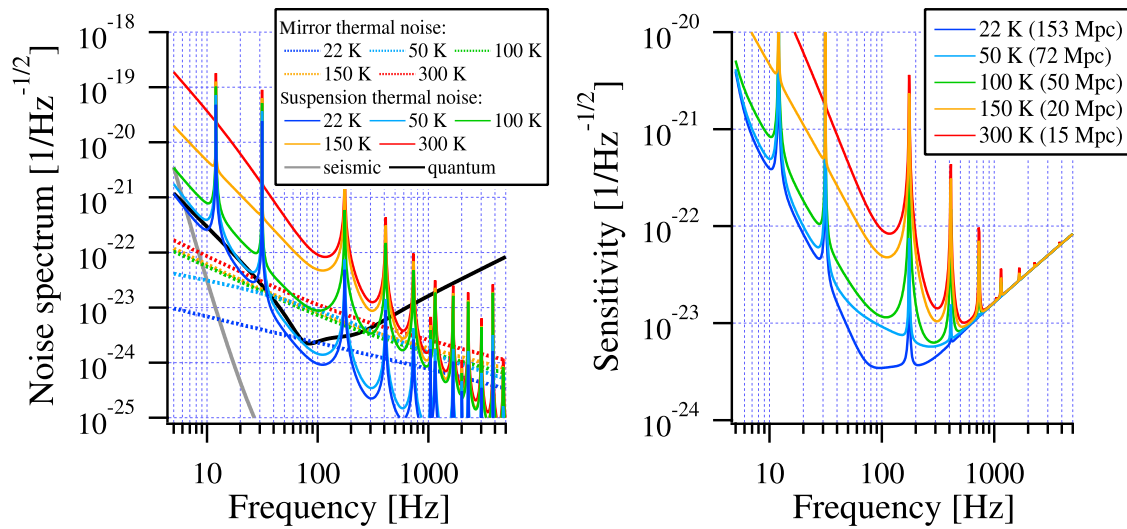 Mirror thermal noise:
22 K 50 K 100 K
150 K 300 K
Suspension thermal noise:
22 K 50 K 100 K
150 K 300 K
seismic quantum
Noise spectrum [1/Hz^-1/2]
10^-18
10^-19
10^-20
10^-21
10^-22
10^-23
10^-24
10^-25
10 100 1000
Frequency [Hz]
22 K (153 Mpc)
50 K (72 Mpc)
100 K (50 Mpc)
150 K (20 Mpc)
300 K (15 Mpc)
Sensitivity [1/Hz^-1/2]
10^-20
10^-21
10^-22
10^-23
10^-24
10 100 1000
Frequency [Hz]